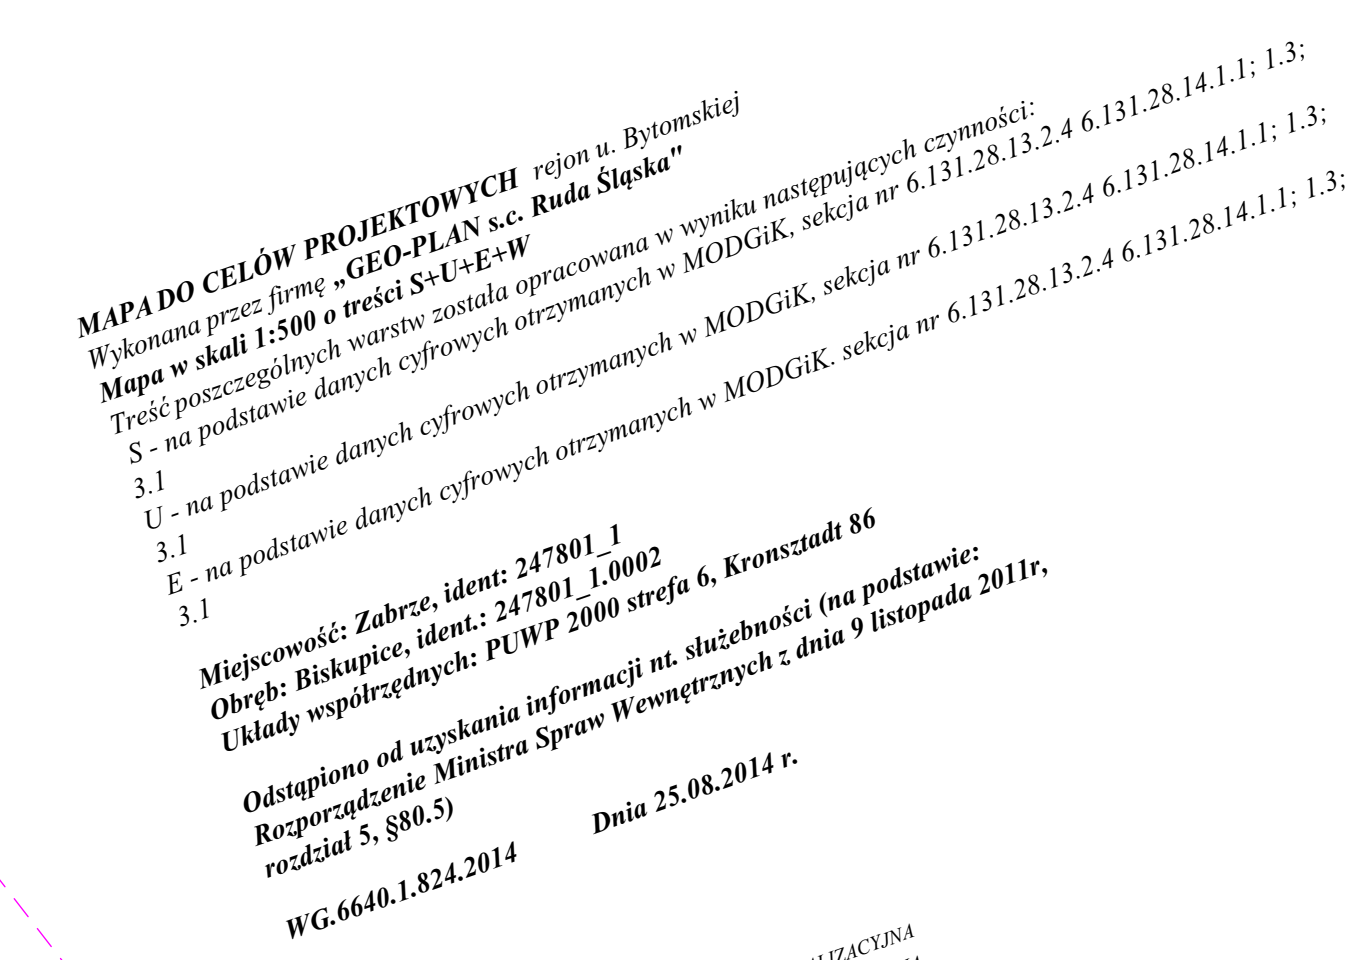 MAPA DO CELÓW PROJEKTOWYCH rejon u. Bytomskiej
Wykonana przez firmę „GEO-PLAN s.c. Ruda Śląska"
Mapa w skali 1:500 o treści S+U+E+W
Treść poszczególnych warstw została opracowana w wyniku następujących czynności:
S - na podstawie danych cyfrowych otrzymanych w MODGiK, sekcja nr 6.131.28.13.2.4 6.131.28.14.1.1; 1.3;
3.1
U - na podstawie danych cyfrowych otrzymanych w MODGiK, sekcja nr 6.131.28.13.2.4 6.131.28.14.1.1; 1.3;
3.1
E - na podstawie danych cyfrowych otrzymanych w MODGiK. sekcja nr 6.131.28.13.2.4 6.131.28.14.1.1; 1.3;
3.1
Miejscowość: Zabrze, ident: 247801_1
Obręb: Biskupice, ident.: 247801_1.0002
Układy współrzędnych: PUWP 2000 strefa 6, Kronsztadt 86
Odstąpiono od uzyskania informacji nt. służebności (na podstawie:
Rozporządzenie Ministra Spraw Wewnętrznych z dnia 9 listopada 2011r,
rozdział 5, §80.5)
WG.6640.1.824.2014 Dnia 25.08.2014 r.